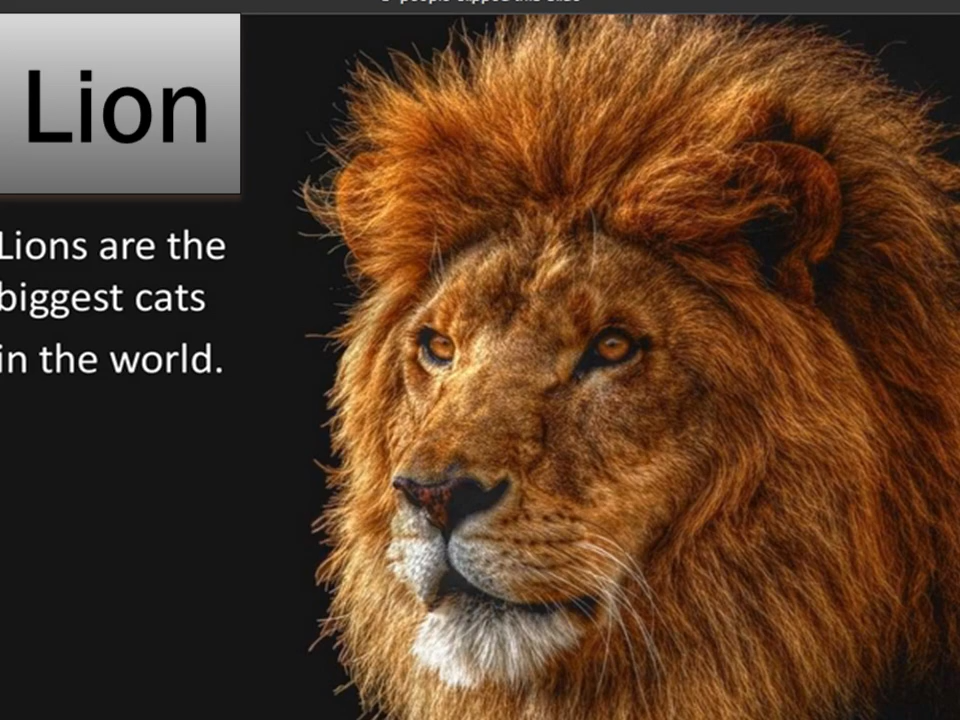 Lion
Lions are the
biggest cats
in the world.